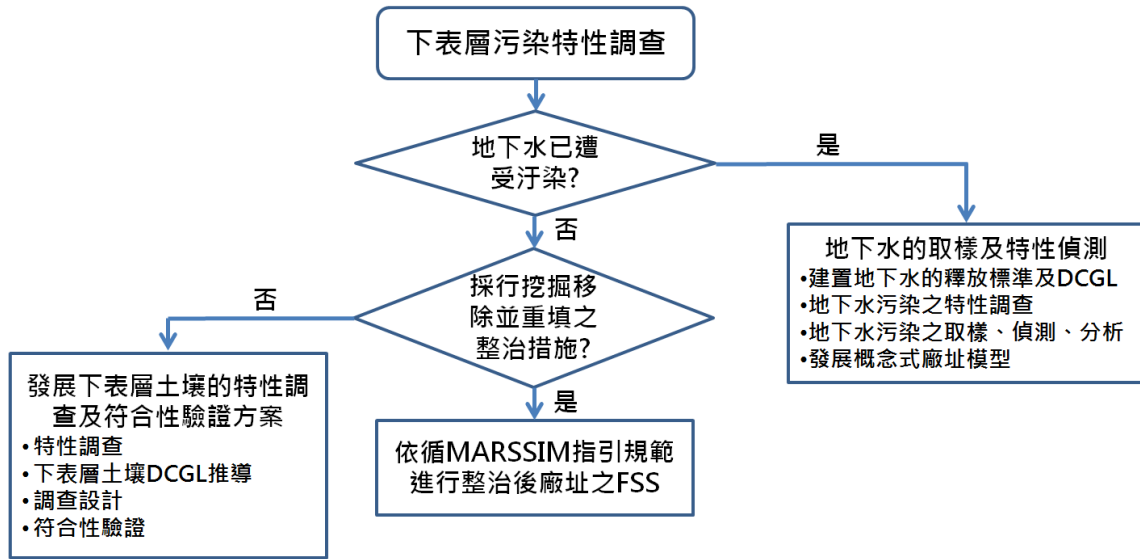 下表層污染特性調查
地下水已遭
受汙染?
是
否
地下水的取樣及特性偵測
•建置地下水的釋放標準及DCGL
•地下水污染之特性調查
•地下水污染之取樣、偵測、分析
•發展概念式廠址模型
採行挖掘移
除並重填之
整治措施?
否
是
發展下表層土壤的特性調
查及符合性驗證方案
•特性調查
•下表層土壤DCGL推導
•調查設計
•符合性驗證
依循MARSSIM指引規範
進行整治後廠址之FSS